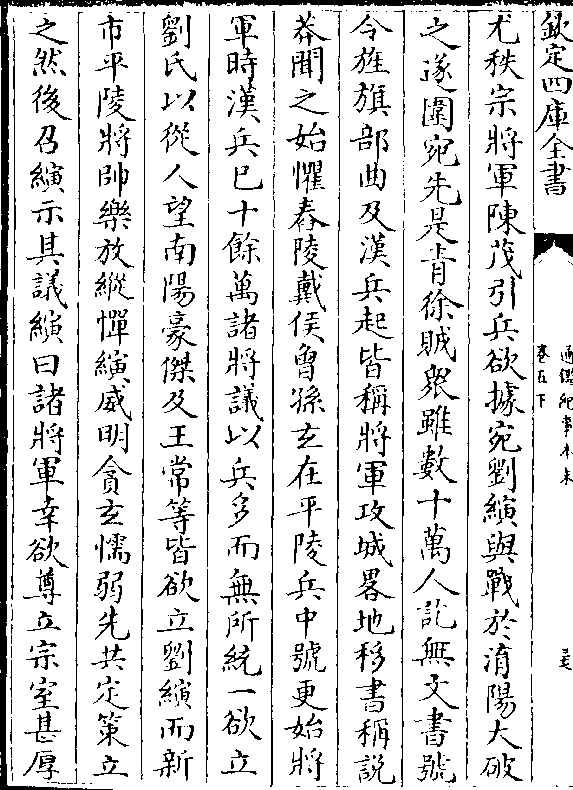 欽定四庫全書
通鑑紀事本末
卷五下
尤秩宗將軍陳茂引兵欲據宛劉縯與戰於淯陽大破
之遂圍宛先是青徐賊衆雖數十萬人訖無文書號
令旌旗部曲及漢兵起皆稱將軍攻城畧地移書稱說
莽聞之始懼舂陵戴侯曾孫玄在平陵兵中號更始將
軍時漢兵已十餘萬諸將議以兵多而無所統一欲立
劉氏以從人望南陽豪傑及王常等皆欲立劉縯而新
市平陵將帥樂放縱憚縯威明貪玄懦弱先共定策立
之然後召縯示其議縯曰諸將軍幸欲尊立宗室甚厚